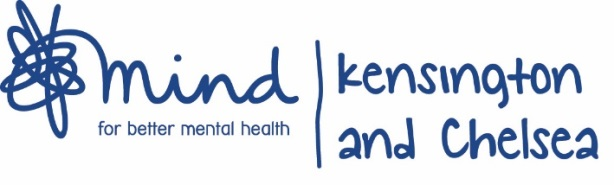 mind
for better mental health
kensington
and Chelsea